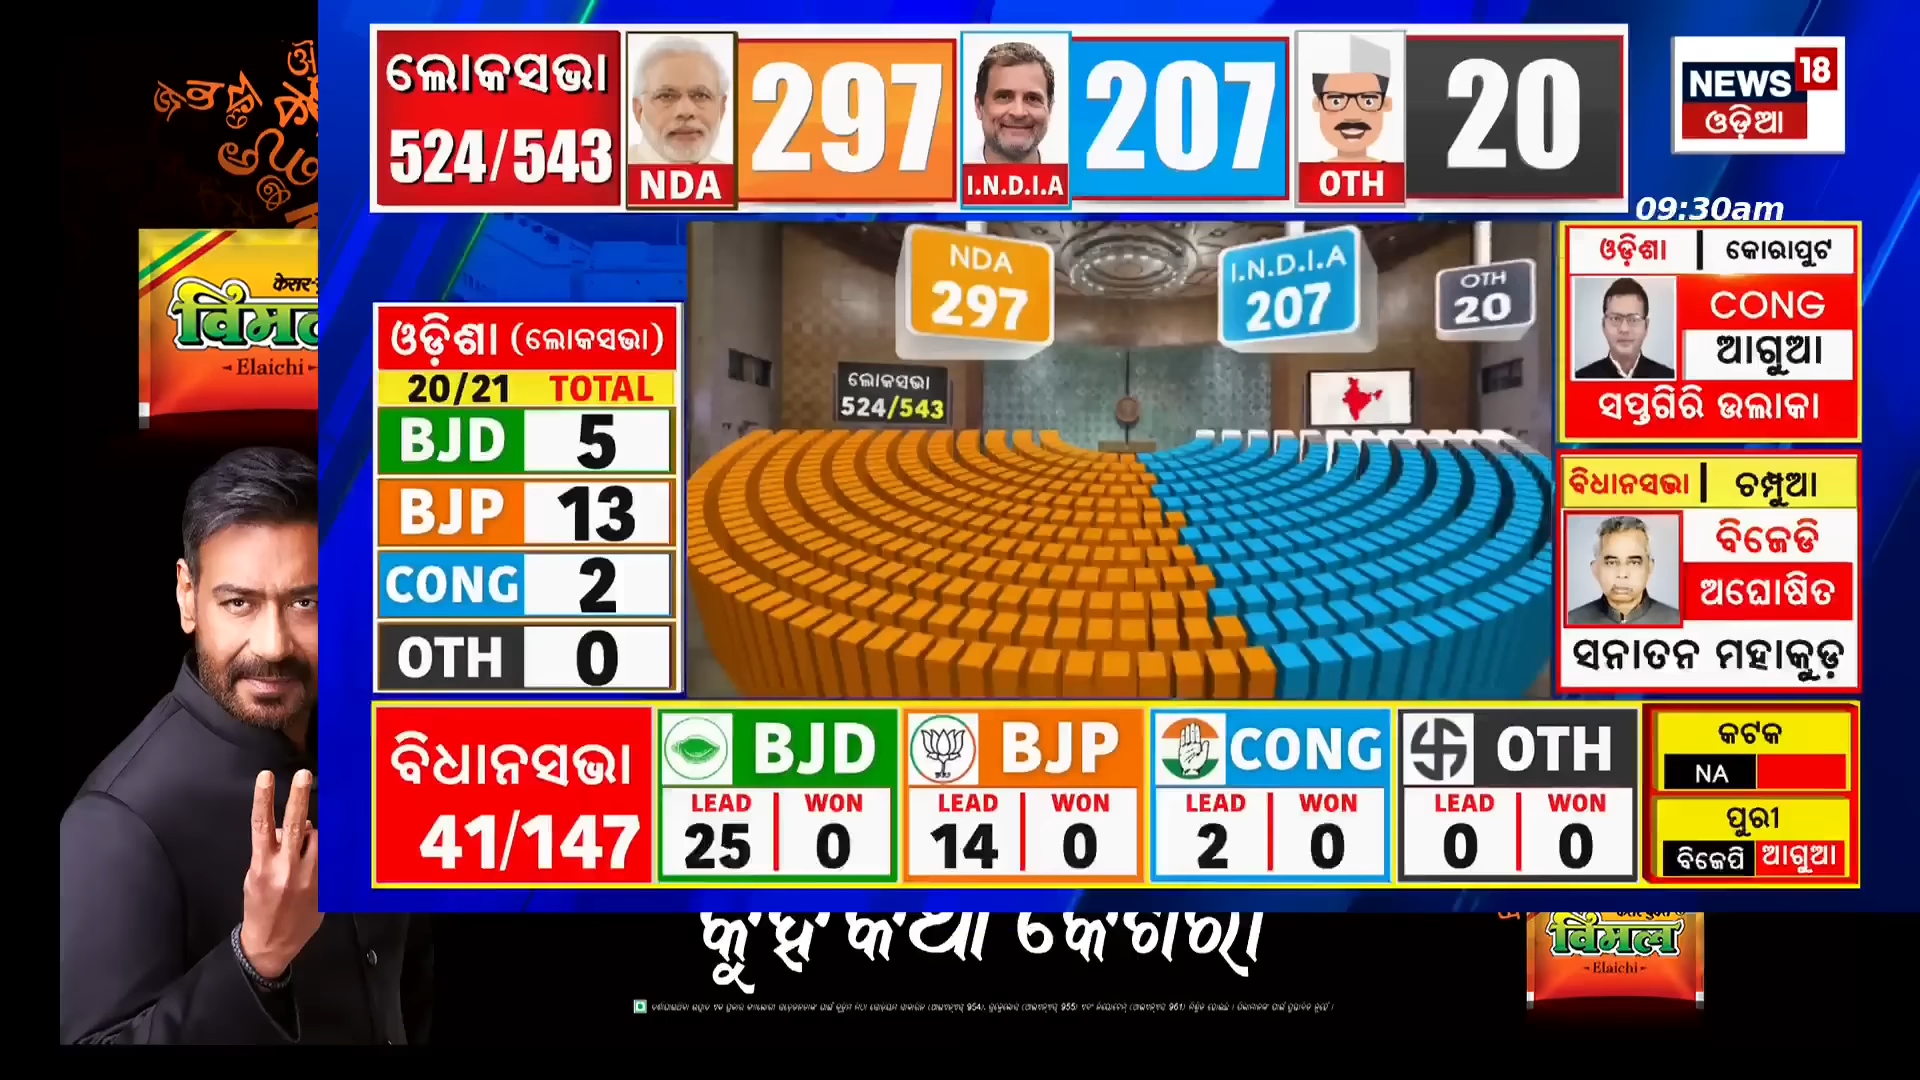 ଲୋକସଭା
524/543
NDA
297
I.N.D.I.A
207
OTH
20
NEWS 18
ଓଡ଼ିଆ
09:30am
NDA
297
I.N.D.I.A
207
OTH
20
ଲୋକସଭା
524/543
ଓଡ଼ିଶା (ଲୋକସଭା)
20/21 TOTAL
BJD 5
BJP 13
CONG 2
OTH 0
ଓଡ଼ିଶା | କୋରାପୁଟ
CONG
ଆଗୁଆ
ସପ୍ତଗିରି ଉଲାକା
ବିଧାନସଭା | ଚମ୍ପୁଆ
ବିଜେଡି
ଅଘୋଷିତ
ସନାତନ ମହାକୁଡ଼
ବିଧାନସଭା
41/147
BJD
LEAD WON
25 0
BJP
LEAD WON
14 0
CONG
LEAD WON
2 0
OTH
LEAD WON
0 0
କଟକ
NA
ପୁରୀ
ବିଜେପି ଆଗୁଆ
Elaichi
विमल
Elaichi